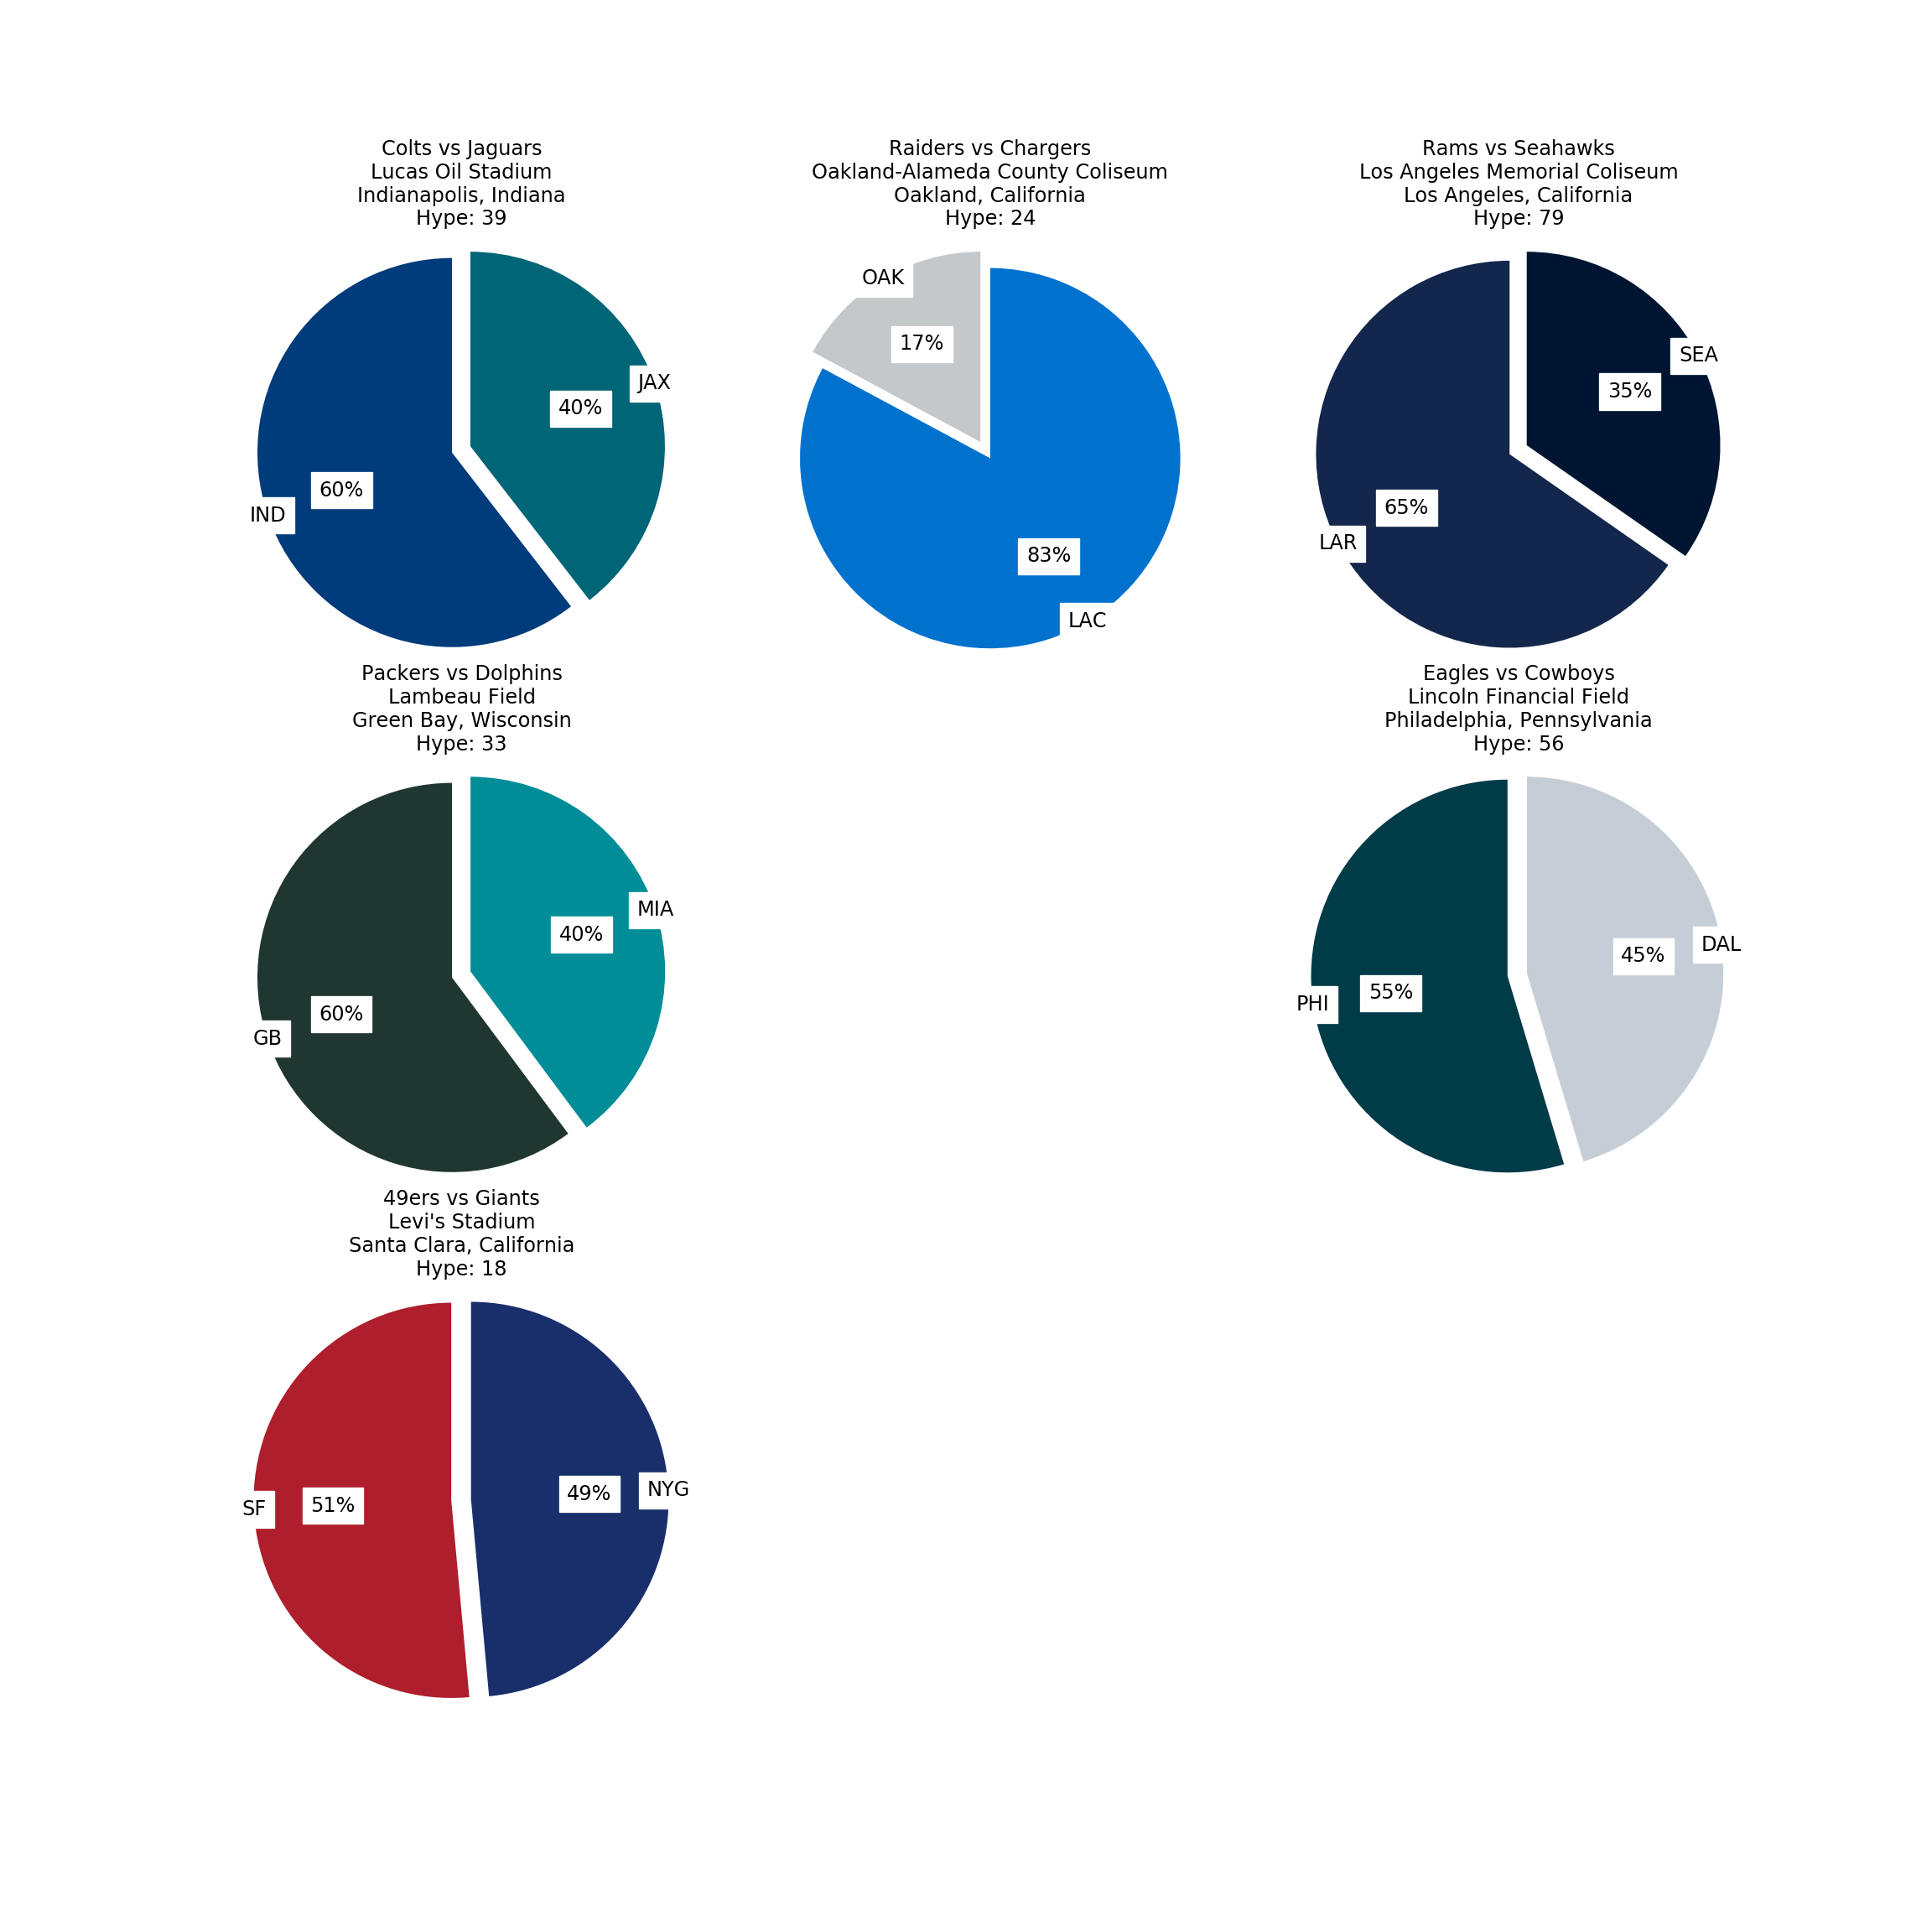 Colts vs Jaguars
Lucas Oil Stadium
Indianapolis, Indiana
Hype: 39
JAX
40%
60%
IND
Raiders vs Chargers
Oakland-Alameda County Coliseum
Oakland, California
Hype: 24
OAK
17%
83%
LAC
Rams vs Seahawks
Los Angeles Memorial Coliseum
Los Angeles, California
Hype: 79
SEA
35%
65%
LAR
Packers vs Dolphins
Lambeau Field
Green Bay, Wisconsin
Hype: 33
MIA
40%
60%
GB
Eagles vs Cowboys
Lincoln Financial Field
Philadelphia, Pennsylvania
Hype: 56
DAL
45%
55%
PHI
49ers vs Giants
Levi's Stadium
Santa Clara, California
Hype: 18
NYG
49%
51%
SF